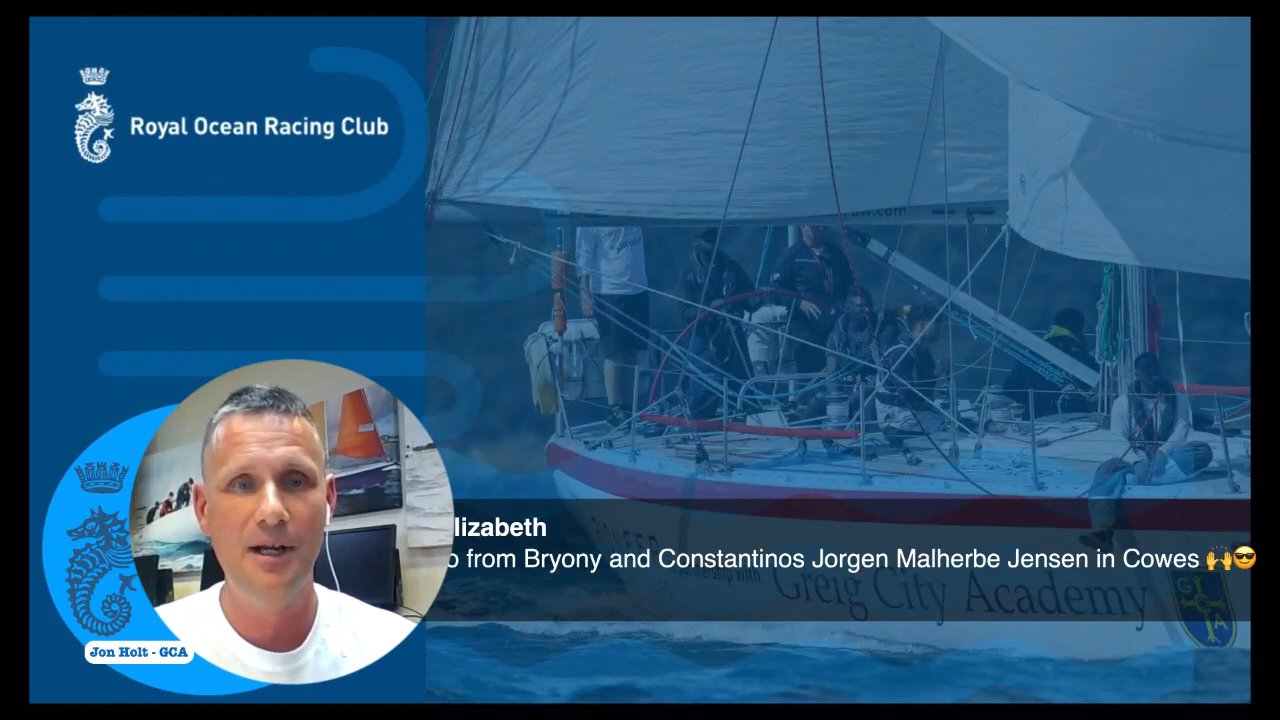 Royal Ocean Racing Club
lizabeth
o from Bryony and Constantinos Jorgen Malherbe Jensen in Cowes 🙌😎
Greig City Academy
Jon Holt - GCA